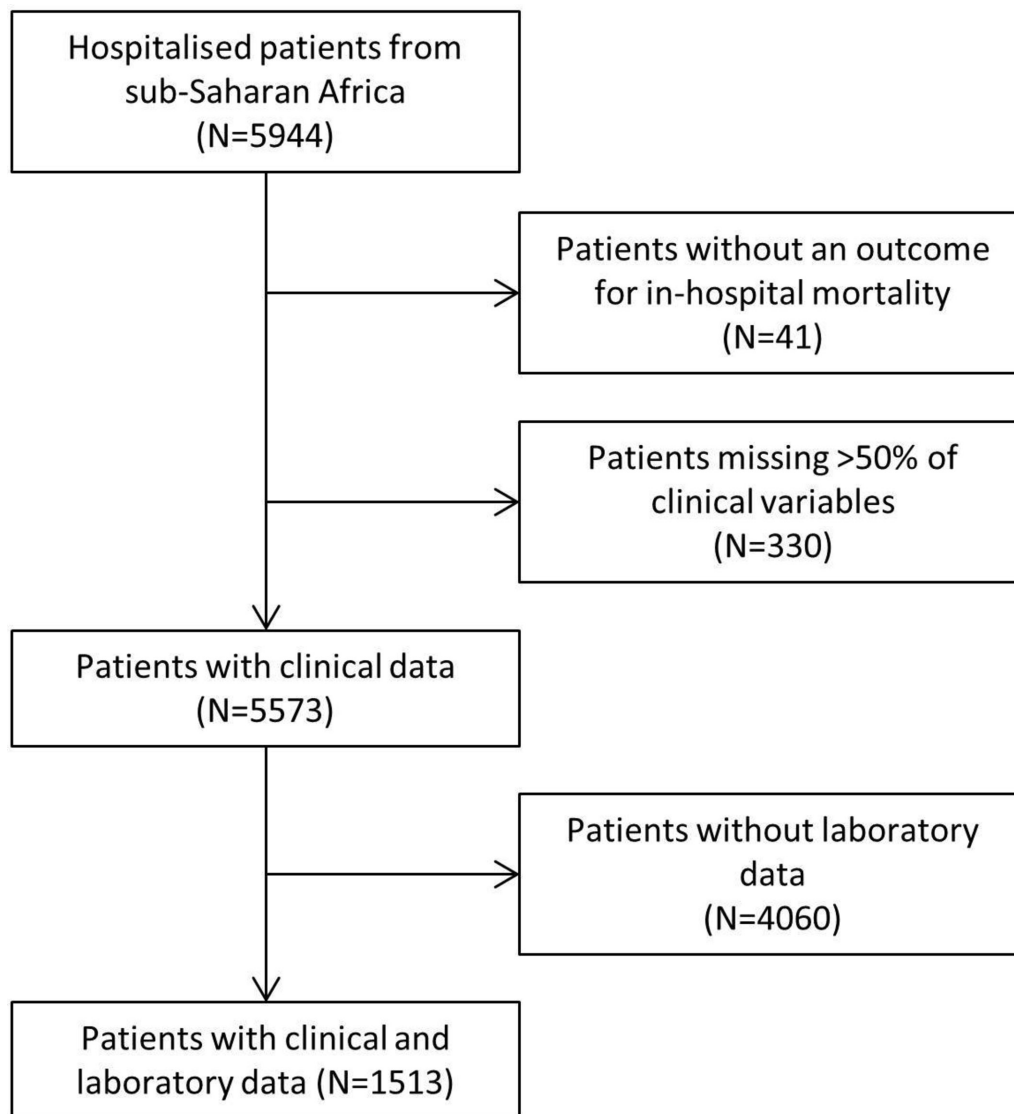 Hospitalised patients from
sub-Saharan Africa
(N=5944)
Patients without an outcome
for in-hospital mortality
(N=41)
Patients missing >50% of
clinical variables
(N=330)
Patients with clinical data
(N=5573)
Patients without laboratory
data
(N=4060)
Patients with clinical and
laboratory data (N=1513)